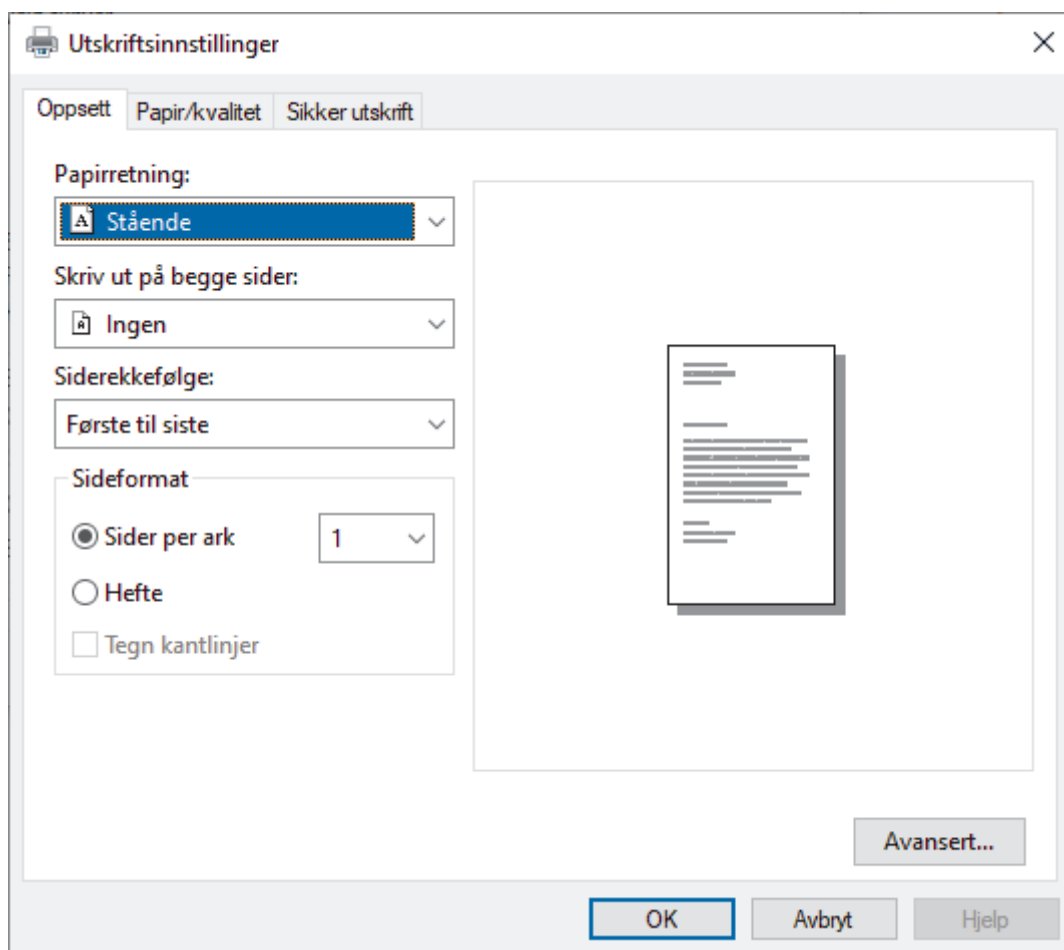 Utskriftsinnstillinger
Oppsett Papir/kvalitet Sikker utskrift
Papirretning:
A Stående
Skriv ut på begge sider:
A Ingen
Siderekkefølge:
Første til siste
Sideformat
Sider per ark 1
Hefte
Tegn kantlinjer
Avansert...
OK Avbryt Hjelp